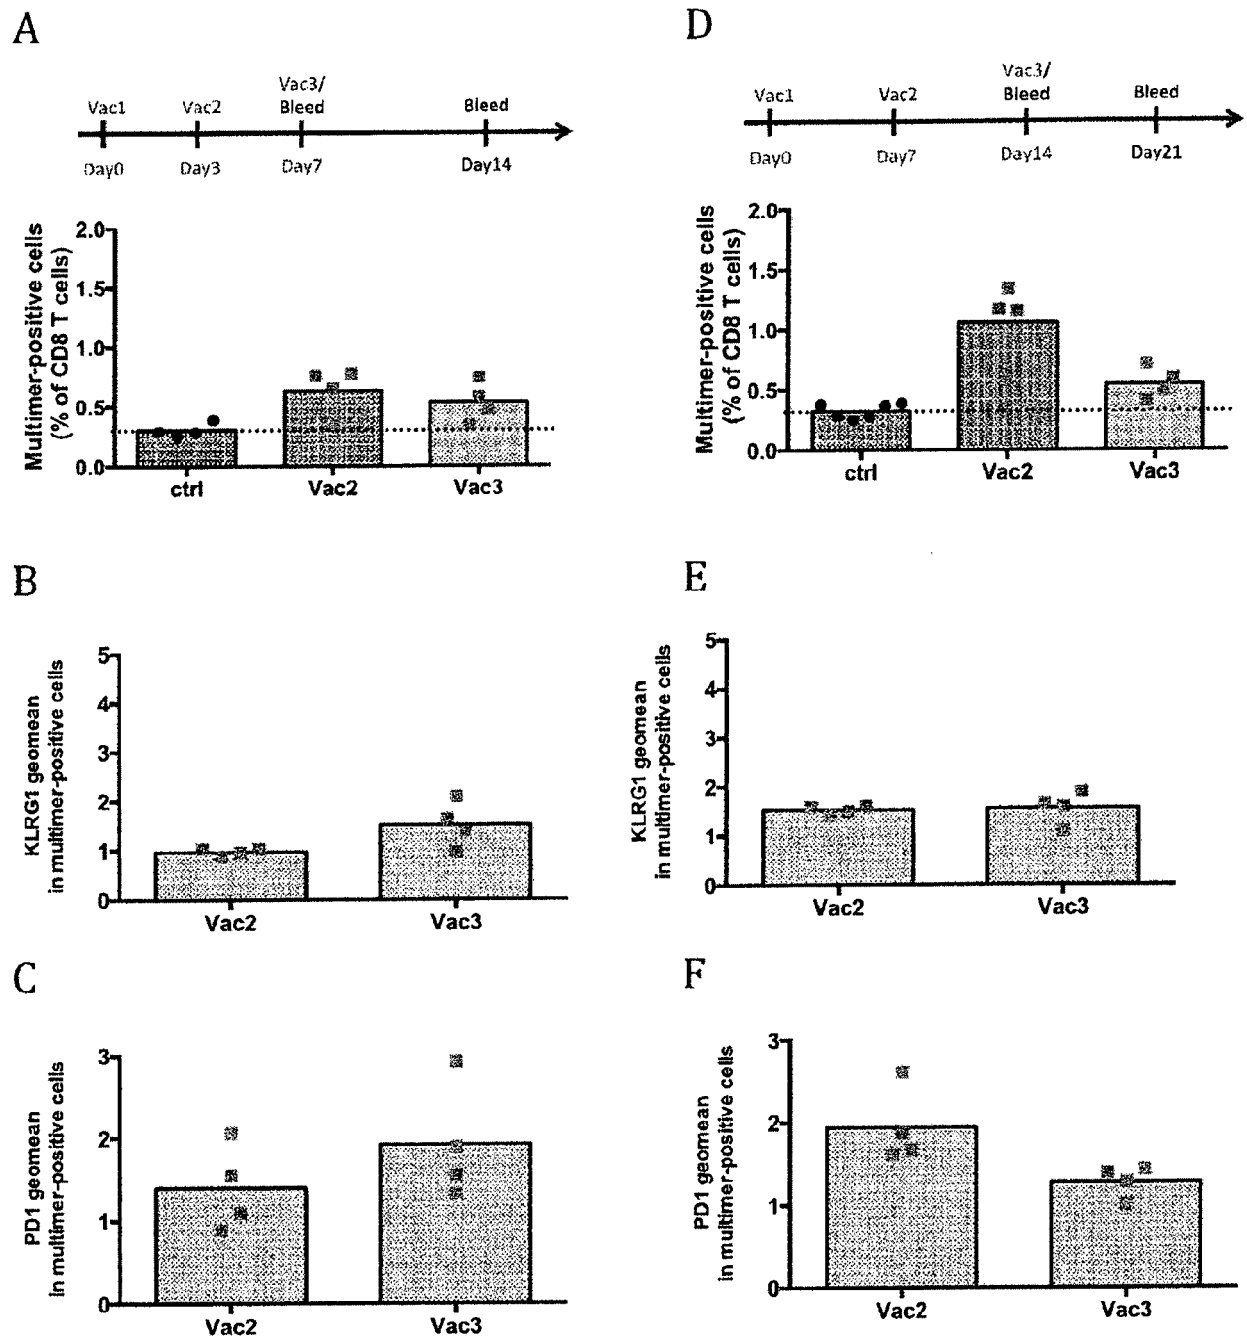 A
Vac1 Vac2 Vac3/ Bleed Bleed
Day0 Day3 Day7 Day14
Multimer-positive cells
(% of CD8 T cells)
2.0
1.5
1.0
0.5
0.0
ctrl Vac2 Vac3
D
Vac1 Vac2 Vac3/ Bleed Bleed
Day0 Day7 Day14 Day21
Multimer-positive cells
(% of CD8 T cells)
2.0
1.5
1.0
0.5
0.0
ctrl Vac2 Vac3
B
KLRG1 geomean
in multimer-positive cells
5
4
3
2
1
0
Vac2 Vac3
E
KLRG1 geomean
in multimer-positive cells
5
4
3
2
1
0
Vac2 Vac3
C
PD1 geomean
in multimer-positive cells
3
2
1
0
Vac2 Vac3
F
PD1 geomean
in multimer-positive cells
3
2
1
0
Vac2 Vac3